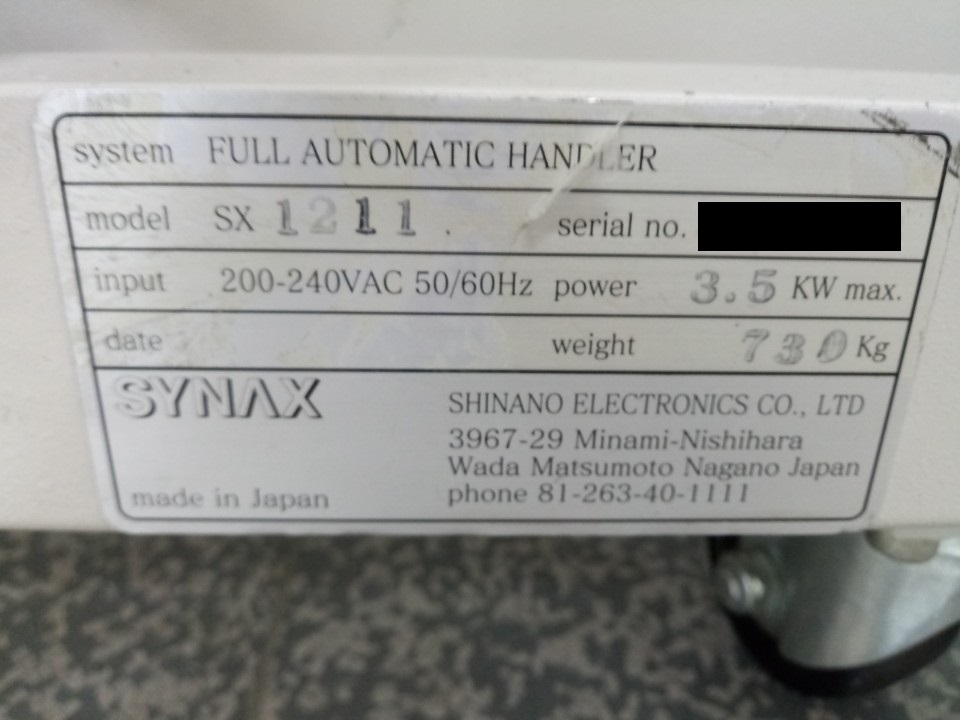 system FULL AUTOMATIC HANDLER
model SX 1211 . serial no.
input 200-240VAC 50/60Hz power 3.5 KW max.
date weight 730 Kg
SYNAX
SHINANO ELECTRONICS CO., LTD
3967-29 Minami-Nishihara
Wada Matsumoto Nagano Japan
phone 81-263-40-1111
made in Japan